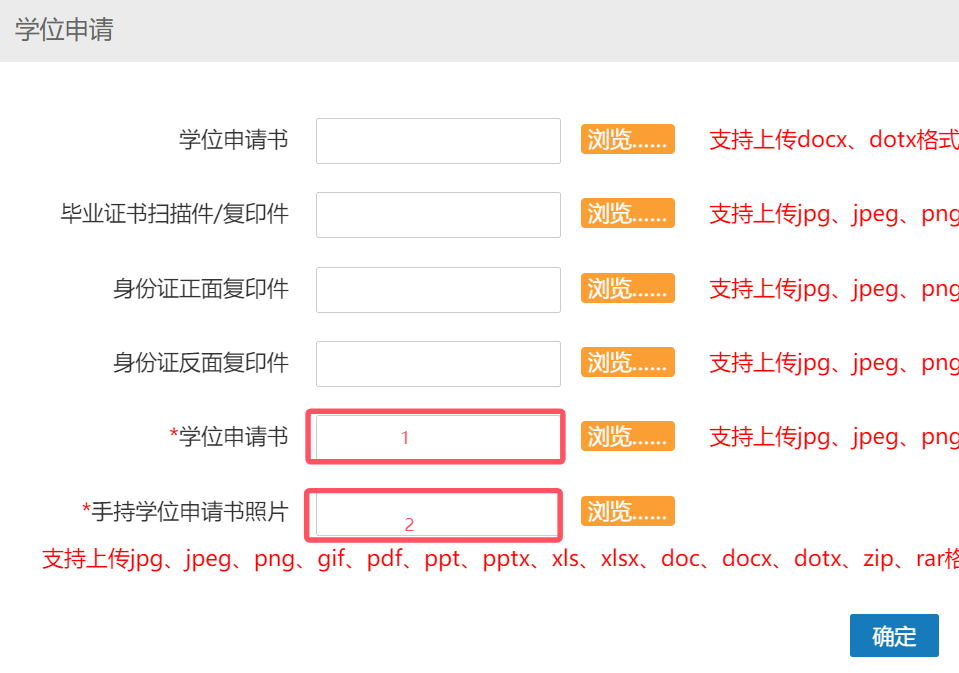 学位申请
学位申请书 浏览...... 支持上传docx、dotx格式
毕业证书扫描件/复印件 浏览...... 支持上传jpg、jpeg、png
身份证正面复印件 浏览...... 支持上传jpg、jpeg、png
身份证反面复印件 浏览...... 支持上传jpg、jpeg、png
*学位申请书 1 浏览...... 支持上传jpg、jpeg、png
*手持学位申请书照片 2 浏览......
支持上传jpg、jpeg、png、gif、pdf、ppt、pptx、xls、xlsx、doc、docx、dotx、zip、rar格
确定